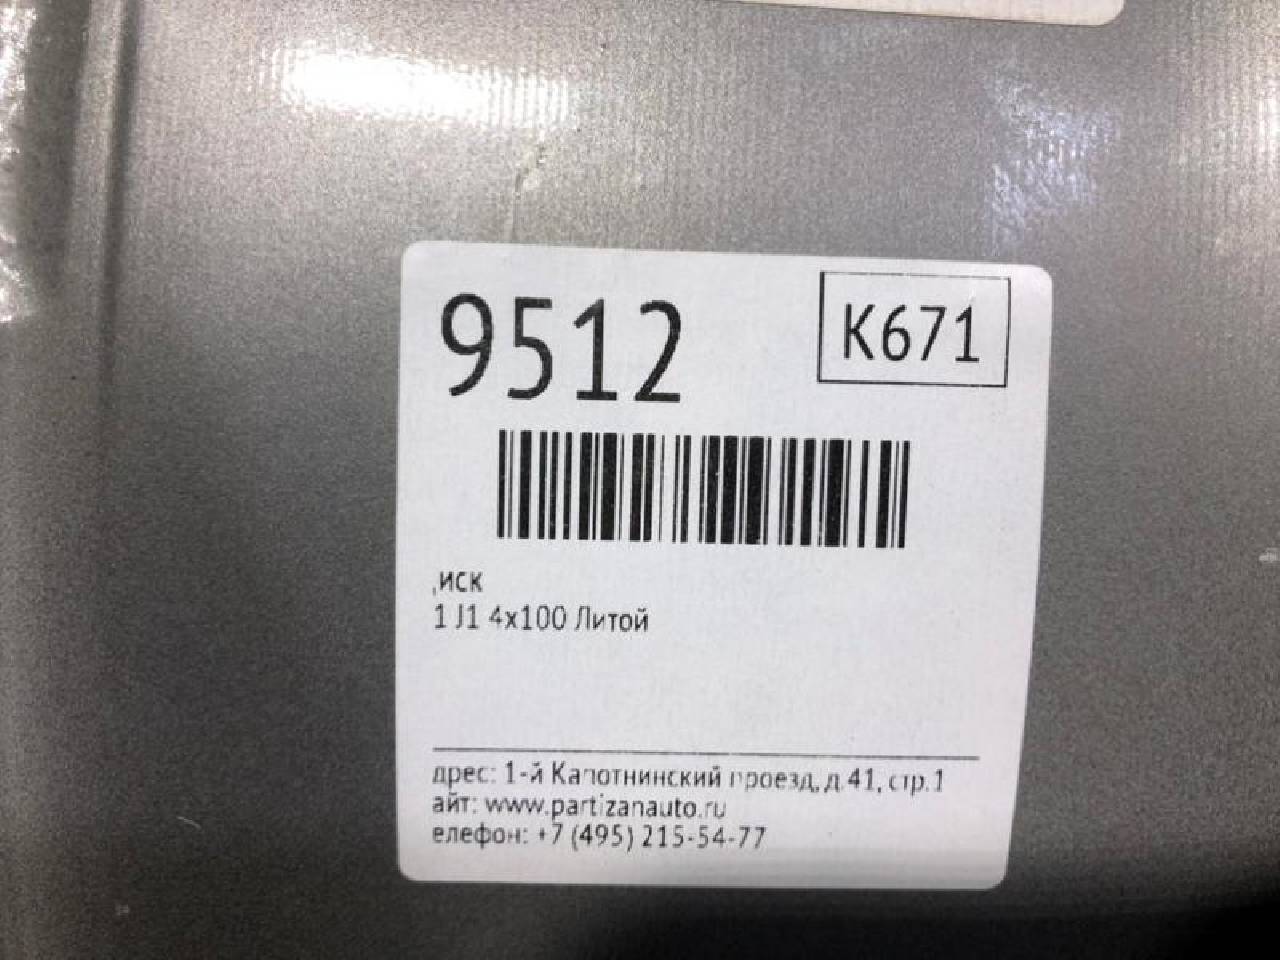 9512
K671
,иск
1 J1 4x100 Литой
дрес: 1-й Капотнинский проезд, д.41, стр.1
айт: www.partizanauto.ru
елефон: +7 (495) 215-54-77